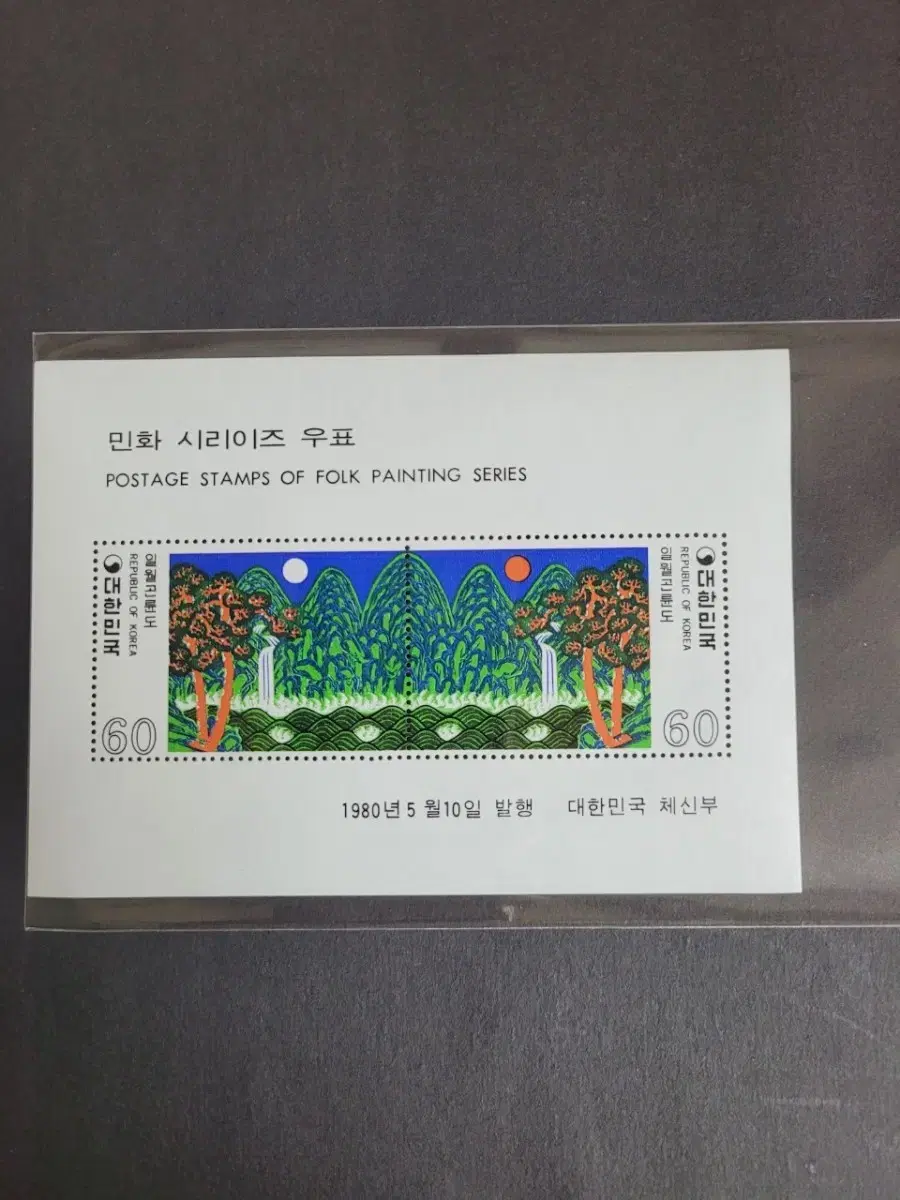 민화 시리이즈 우표
POSTAGE STAMPS OF FOLK PAINTING SERIES
대한민국
REPUBLIC OF KOREA
60
REPUBLIC OF KOREA
대한민국
60
1980년 5월10일 발행 대한민국 체신부